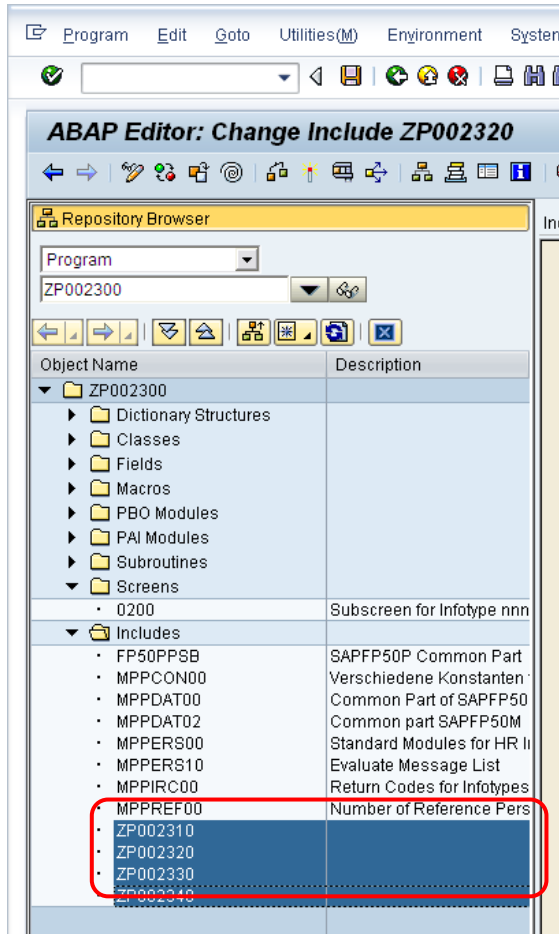 Program Edit Goto Utilities(M) Environment System
ABAP Editor: Change Include ZP002320
Repository Browser
Program
ZP002300
Object Name Description
ZP002300
Dictionary Structures
Classes
Fields
Macros
PBO Modules
PAI Modules
Subroutines
Screens
0200 Subscreen for Infotype nnn
Includes
FP50PPSB SAPFP50P Common Part
MPPCON00 Verschiedene Konstanten
MPPDAT00 Common Part of SAPFP50
MPPDAT02 Common part SAPFP50M
MPPERS00 Standard Modules for HR I
MPPERS10 Evaluate Message List
MPPIRC00 Return Codes for Infotypes
MPPREF00 Number of Reference Pers
ZP002310
ZP002320
ZP002330
ZP002340